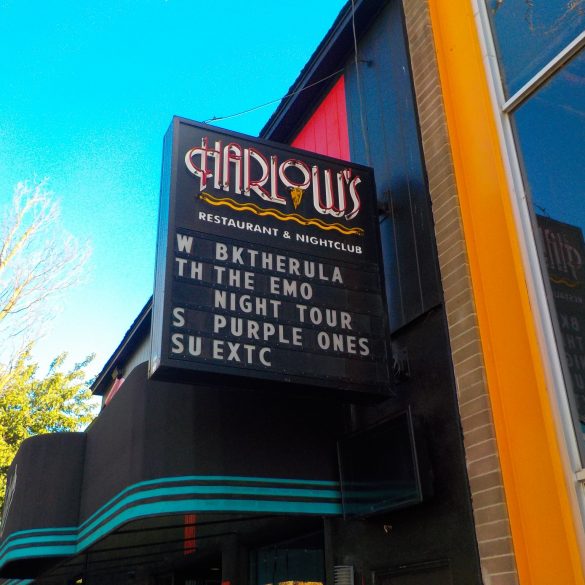 HARLOW'S
RESTAURANT & NIGHTCLUB
W BKTHERULA
TH THE EMO
NIGHT TOUR
S PURPLE ONES
SU EXTC